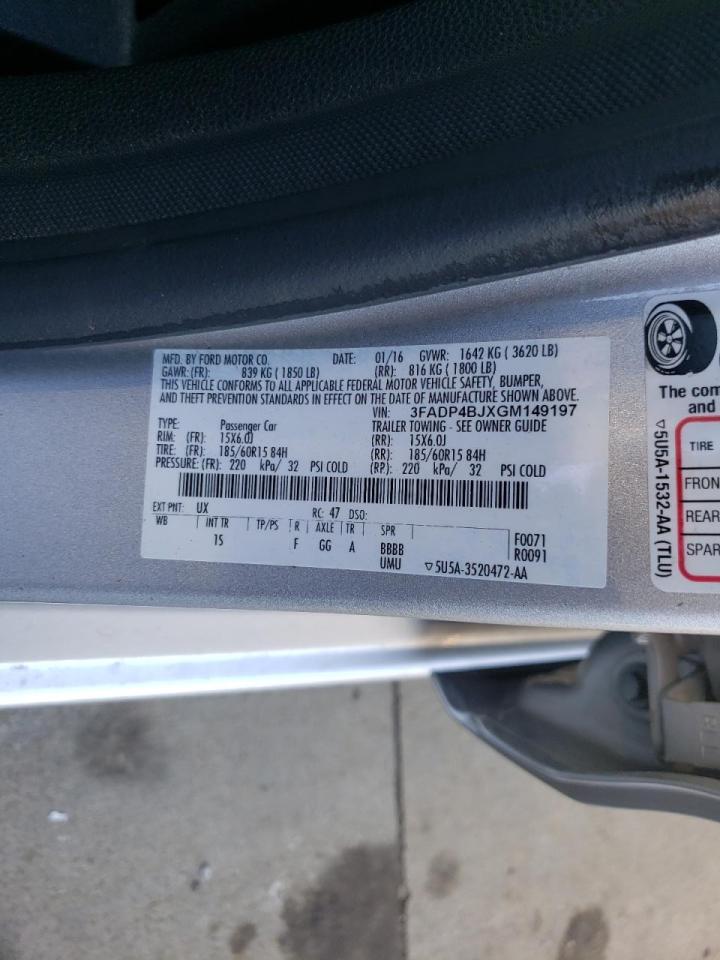 MFD. BY FORD MOTOR CO. DATE: 01/16 GVWR: 1642 KG ( 3620 LB)
GAWR: (FR): 839 KG ( 1850 LB) (RR): 816 KG ( 1800 LB)
THIS VEHICLE CONFORMS TO ALL APPLICABLE FEDERAL MOTOR VEHICLE SAFETY, BUMPER,
AND THEFT PREVENTION STANDARDS IN EFFECT ON THE DATE OF MANUFACTURE SHOWN ABOVE.
VIN: 3FADP4BJXGM149197
TYPE: Passenger Car TRAILER TOWING - SEE OWNER GUIDE
RIM: (FR): 15X6.0J (RR): 15X6.0J
TIRE: (FR): 185/60R15 84H (RR): 185/60R15 84H
PRESSURE: (FR): 220 kPa/ 32 PSI COLD (RP): 220 kPa/ 32 PSI COLD
EXT PNT: UX RC: 47 DSO:
WB INT TR TP/PS R AXLE TR SPR F0071
15 F GG A BBBB R0091
UMU ▽5U5A-3520472-AA
The com
and car
▽5U5A-1532-AA (TLU)
TIRE
FRON
REAR
SPAR